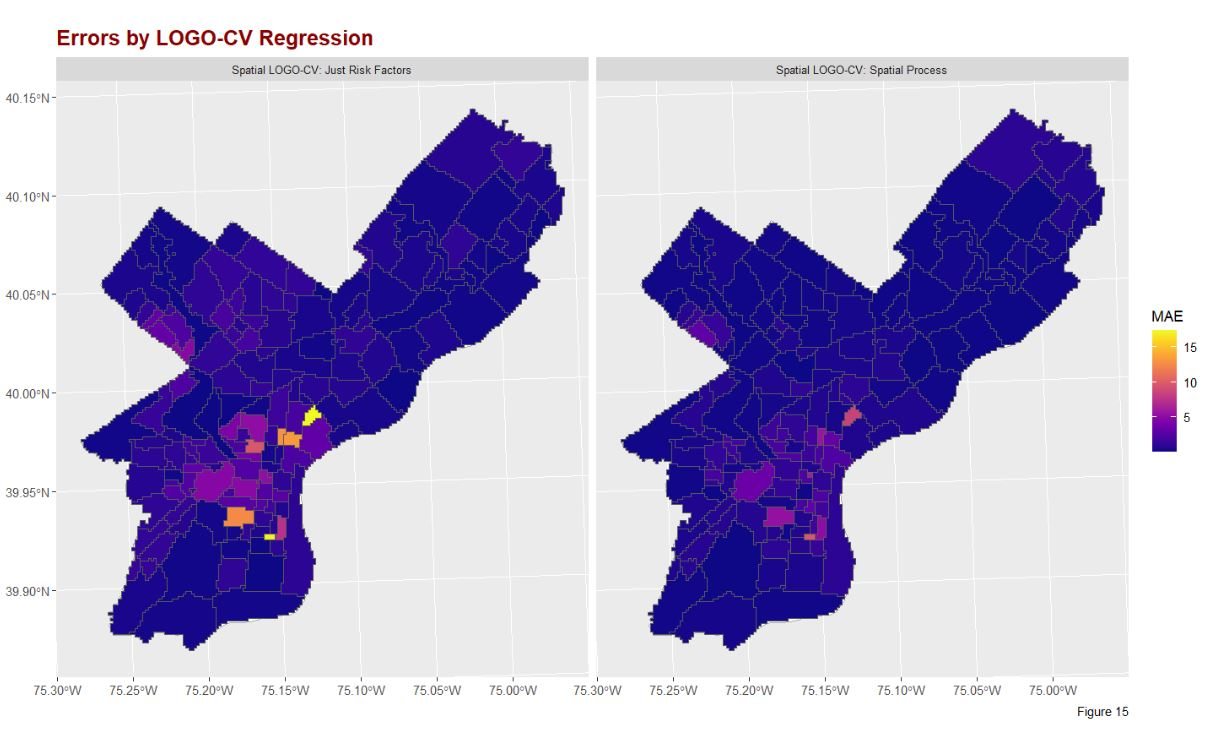 Errors by LOGO-CV Regression
Spatial LOGO-CV: Just Risk Factors
Spatial LOGO-CV: Spatial Process
40.15°N
40.10°N
40.05°N
40.00°N
39.95°N
39.90°N
75.30°W 75.25°W 75.20°W 75.15°W 75.10°W 75.05°W 75.00°W
75.30°W 75.25°W 75.20°W 75.15°W 75.10°W 75.05°W 75.00°W
MAE
15
10
5
Figure 15